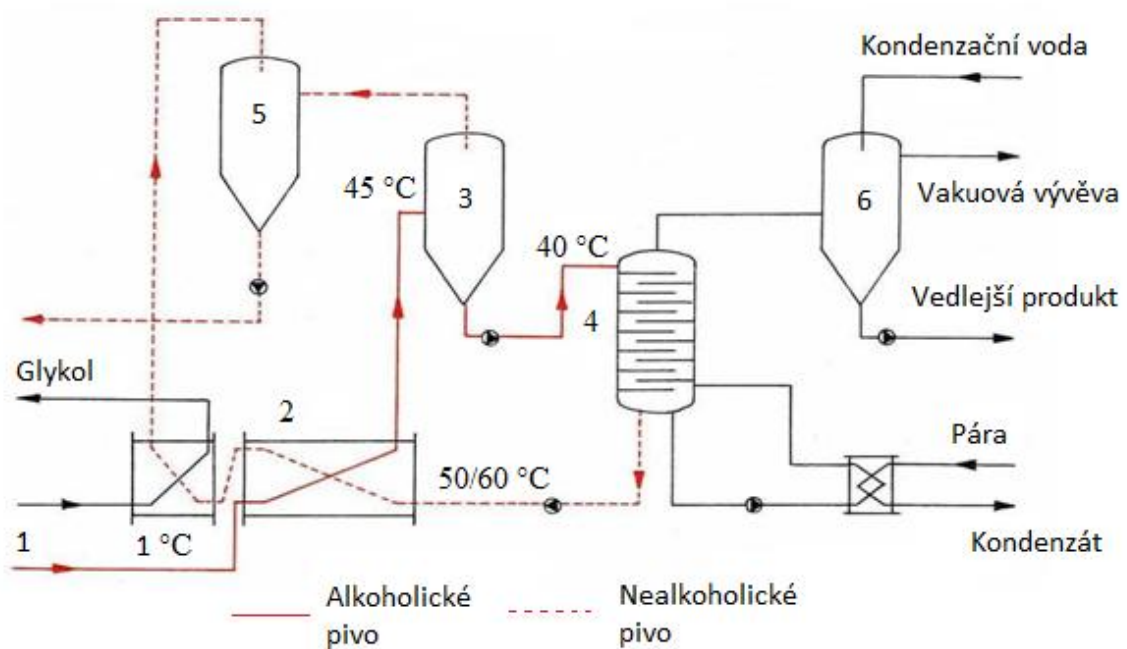 Kondenzační voda
5
3
6
45 °C
Vakuová vývěva
40 °C
4
Vedlejší produkt
Glykol
2
Pára
50/60 °C
1
1 °C
Kondenzát
Alkoholické
pivo
Nealkoholické
pivo